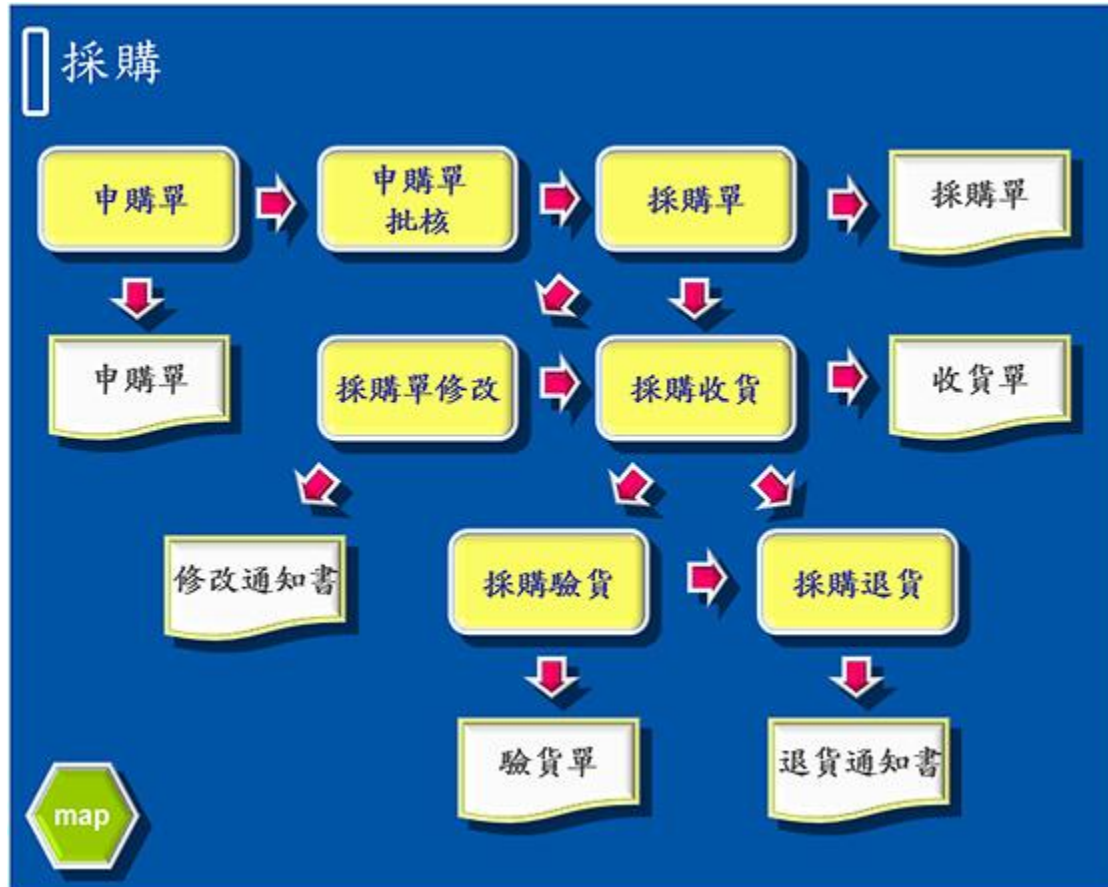 採購
申購單
申購單
批核
採購單
採購單
申購單
採購單修改
採購收貨
收貨單
修改通知書
採購驗貨
採購退貨
驗貨單
退貨通知書
map